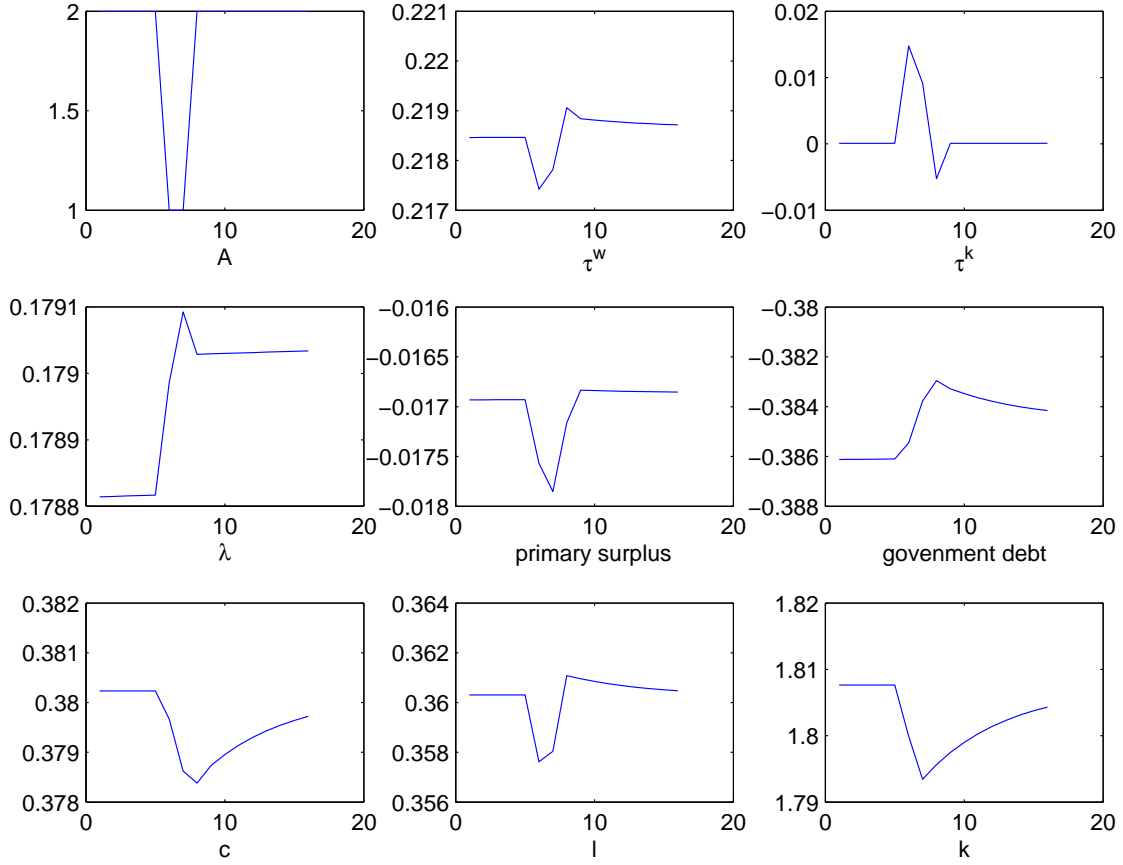 2
1.5
1
0 10 20
A
0.221
0.22
0.219
0.218
0.217
0 10 20
τ^w
0.02
0.01
0
−0.01
0 10 20
τ^k
0.1791
0.179
0.1789
0.1788
0 10 20
λ
−0.016
−0.0165
−0.017
−0.0175
−0.018
0 10 20
primary surplus
−0.38
−0.382
−0.384
−0.386
−0.388
0 10 20
govenment debt
0.382
0.381
0.38
0.379
0.378
0 10 20
c
0.364
0.362
0.36
0.358
0.356
0 10 20
l
1.82
1.81
1.8
1.79
0 10 20
k